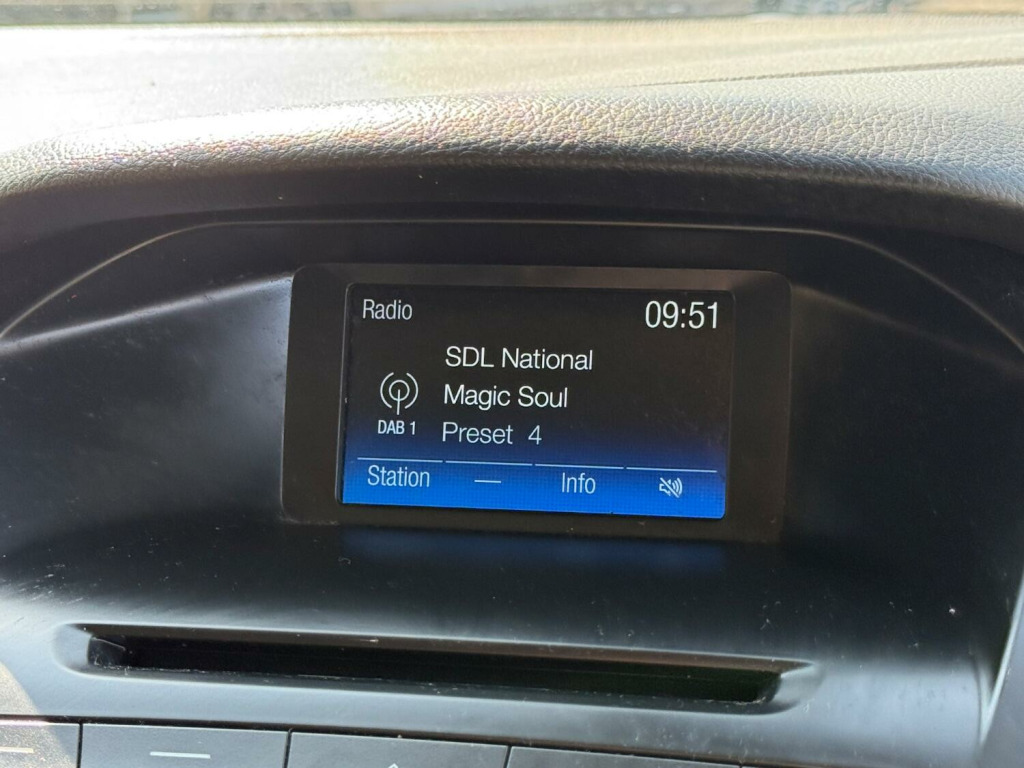 Radio 09:51
SDL National
Magic Soul
DAB 1 Preset 4
Station — Info